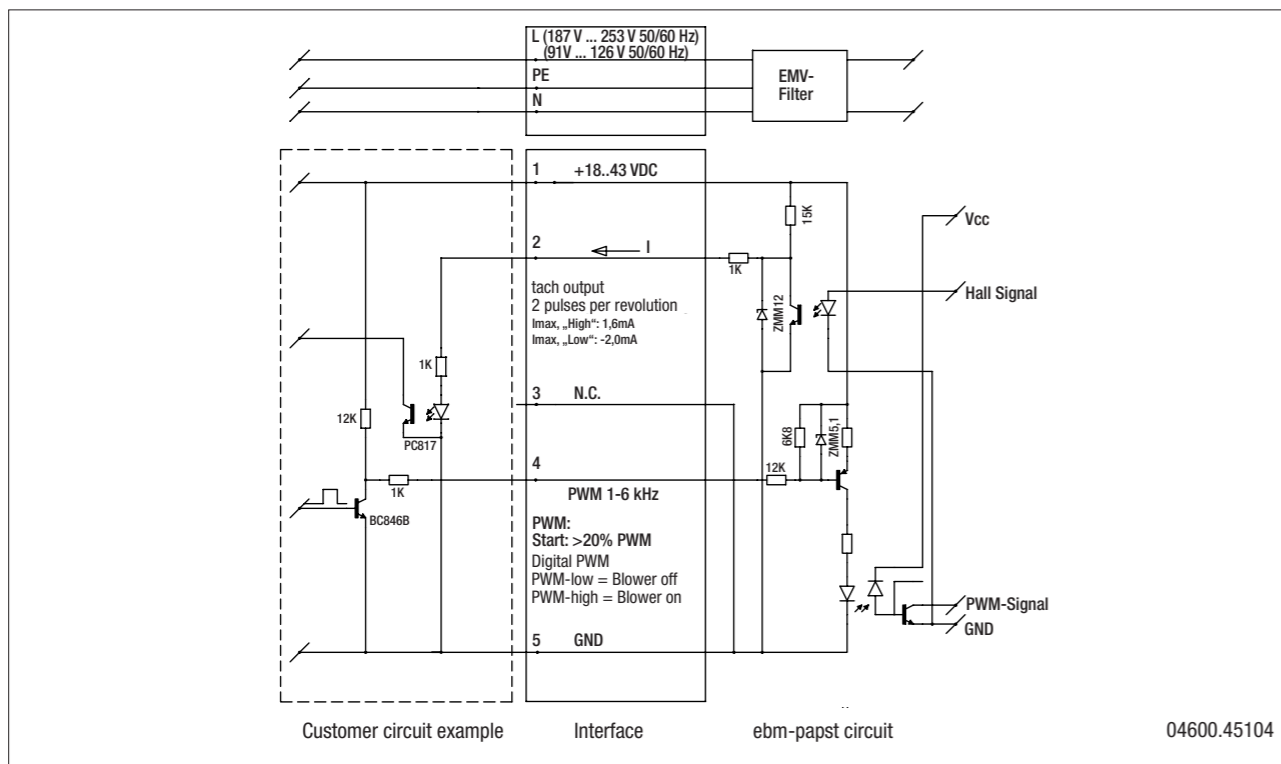 L (187 V ... 253 V 50/60 Hz)
(91V ... 126 V 50/60 Hz)
PE
N
EMV-
Filter
1
+18..43 VDC
15K
Vcc
2
I
1K
Hall Signal
tach output
2 pulses per revolution
Imax, „High“: 1,6mA
Imax, „Low“: -2,0mA
ZMM12
1K
3
N.C.
12K
PC817
6K8
ZMM5,1
4
12K
1K
PWM 1-6 kHz
BC846B
PWM:
Start: >20% PWM
Digital PWM
PWM-low = Blower off
PWM-high = Blower on
PWM-Signal
GND
5
GND
Customer circuit example
Interface
ebm-papst circuit
04600.45104